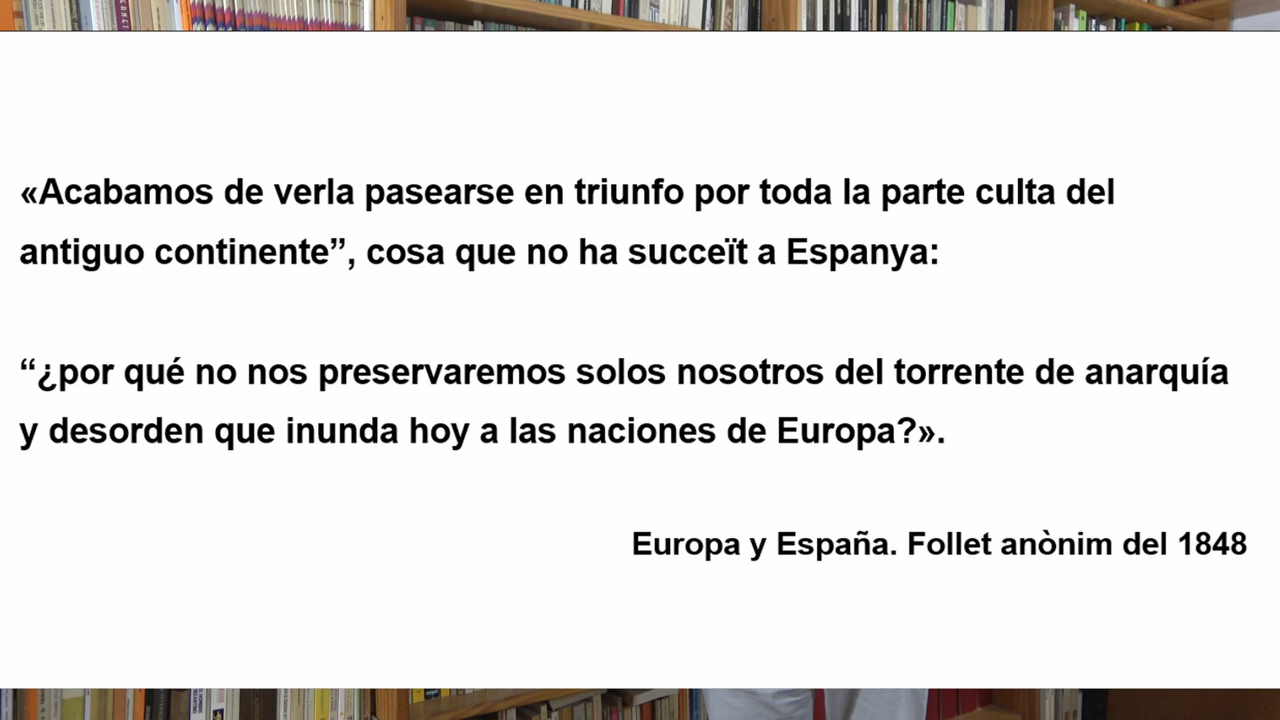 «Acabamos de verla pasearse en triunfo por toda la parte culta del
antiguo continente”, cosa que no ha succeït a Espanya:
“¿por qué no nos preservaremos solos nosotros del torrente de anarquía
y desorden que inunda hoy a las naciones de Europa?».
Europa y España. Follet anònim del 1848